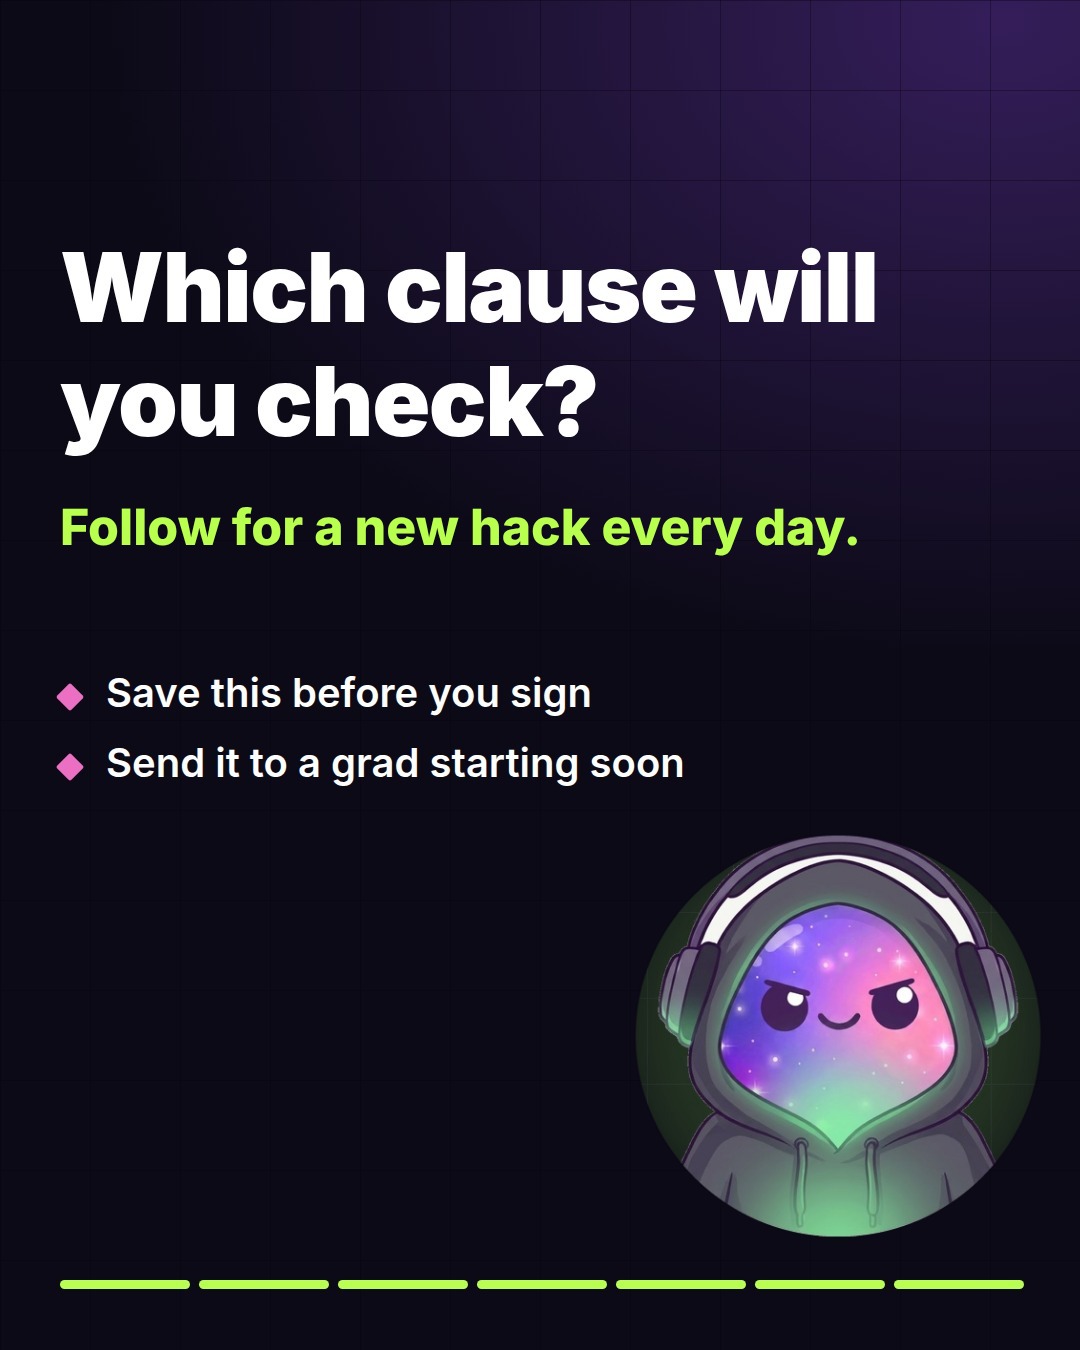 Which clause will
you check?
Follow for a new hack every day.
Save this before you sign
Send it to a grad starting soon